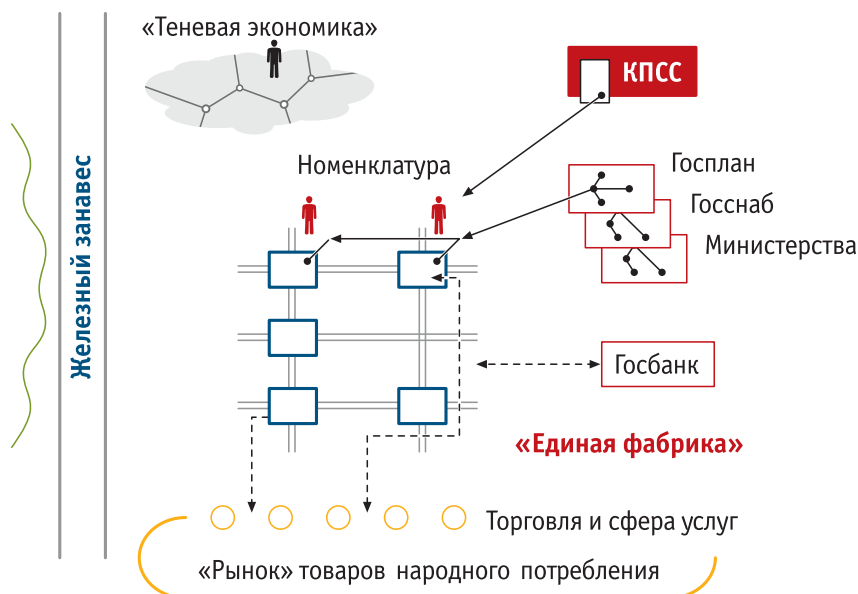 «Теневая экономика»
КПСС
Железный занавес
Номенклатура
Госплан
Госснаб
Министерства
Госбанк
«Единая фабрика»
Торговля и сфера услуг
«Рынок» товаров народного потребления